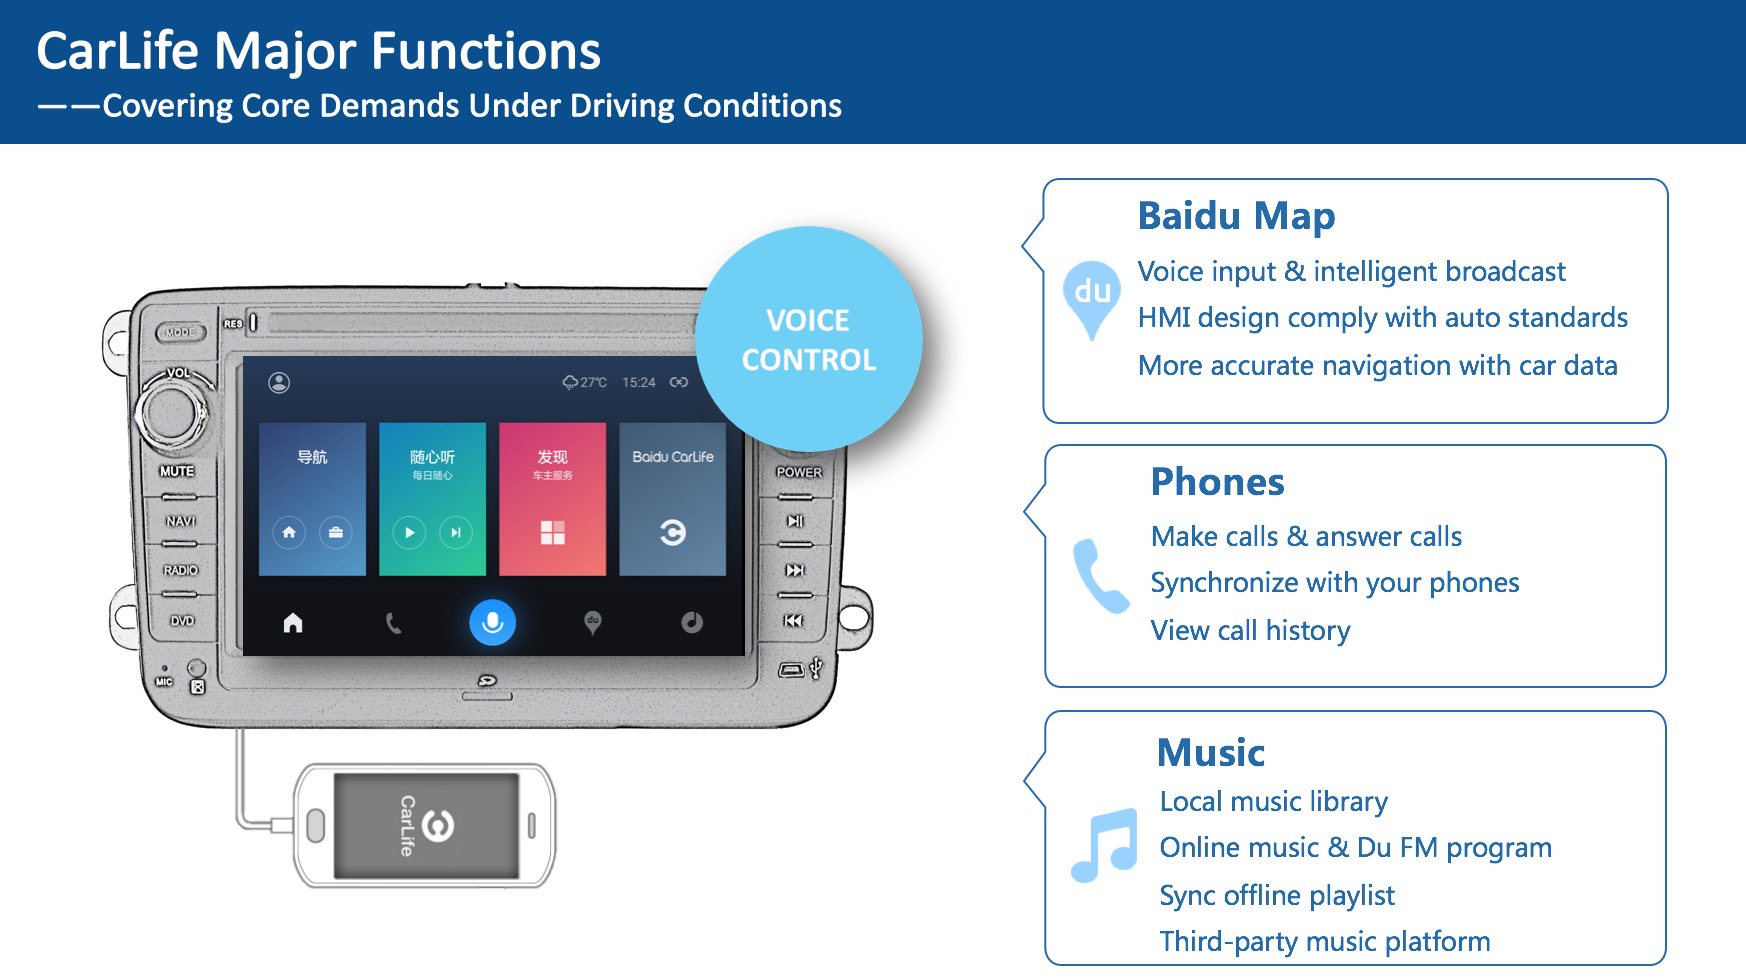 CarLife Major Functions
——Covering Core Demands Under Driving Conditions
VOICE
CONTROL
MODE
RES
VOL
MUTE
NAVI
RADIO
DVD
MIC
POWER
27℃ 15:24
导航
随心听
每日随心
发现
车主服务
Baidu CarLife
du
CarLife
Baidu Map
du
Voice input & intelligent broadcast
HMI design comply with auto standards
More accurate navigation with car data
Phones
Make calls & answer calls
Synchronize with your phones
View call history
Music
Local music library
Online music & Du FM program
Sync offline playlist
Third-party music platform